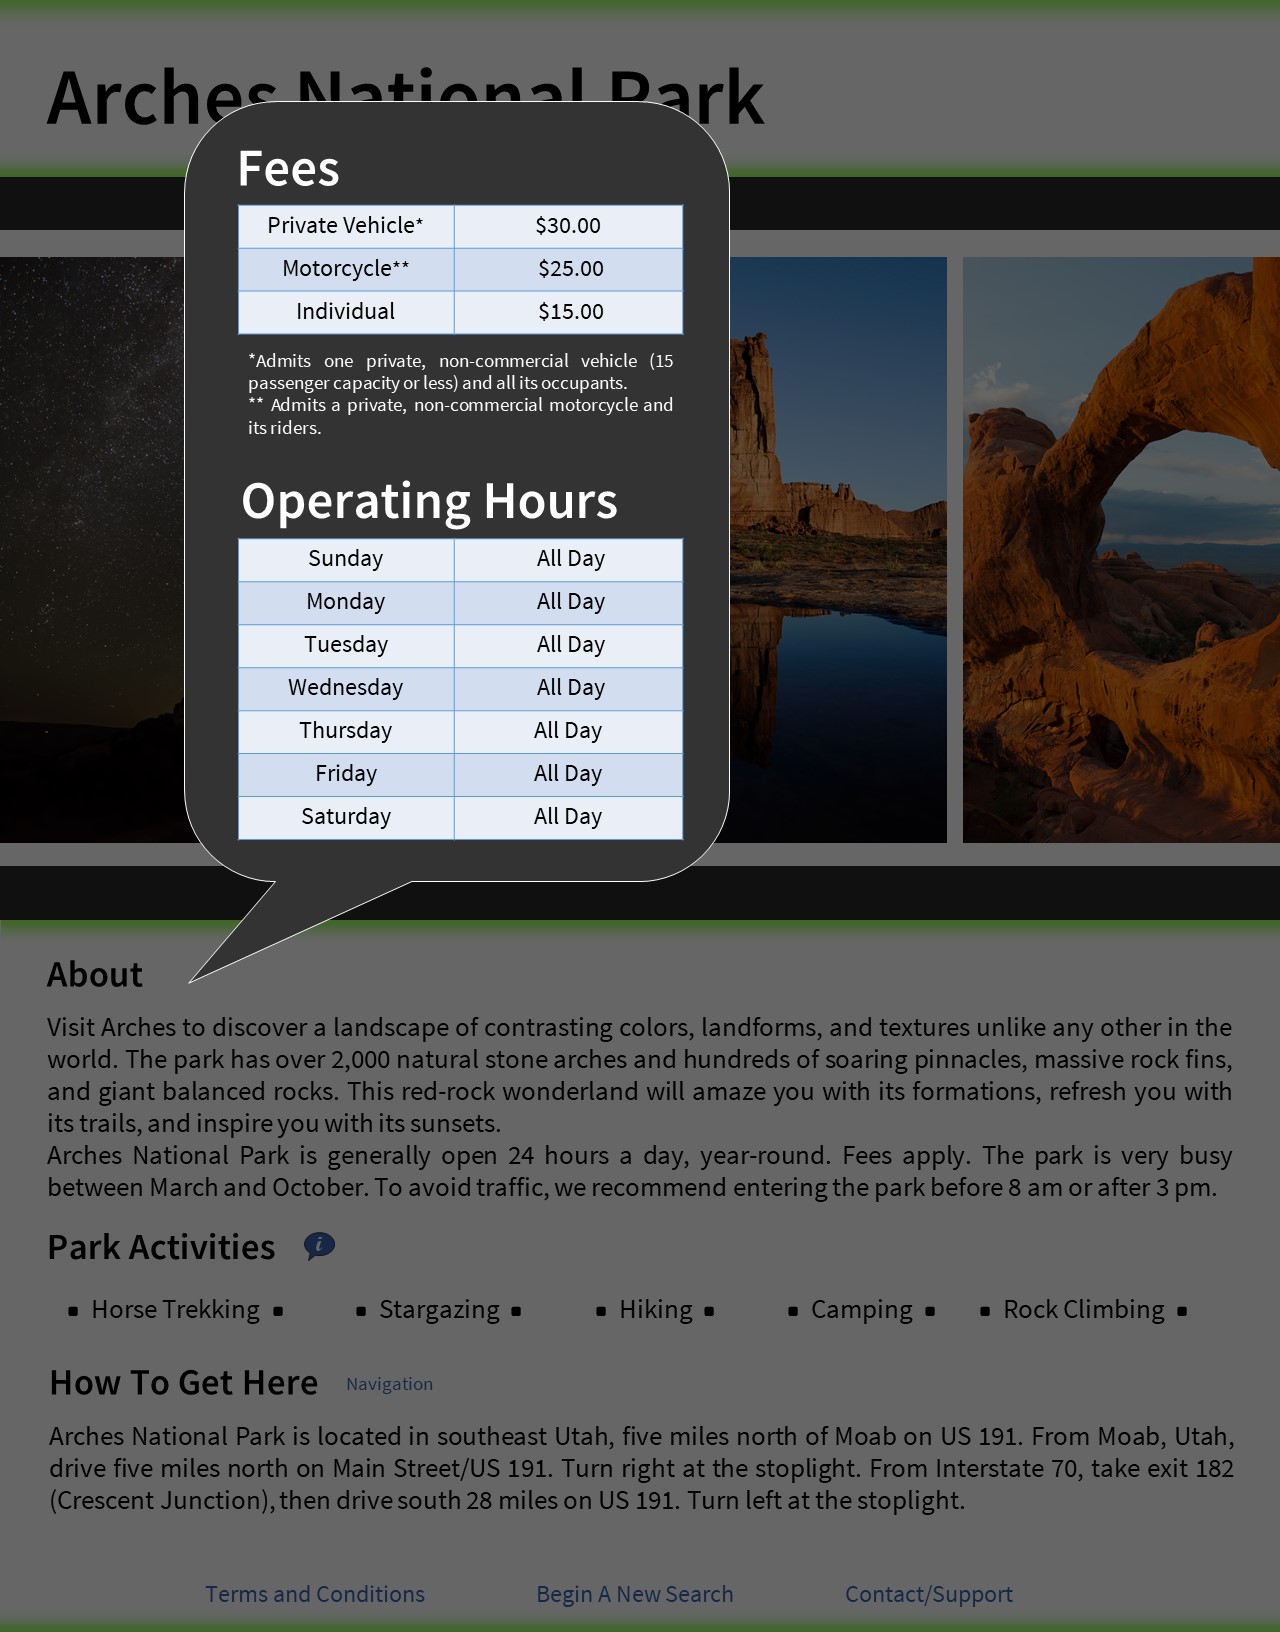 Arches National Park
Fees
Private Vehicle* $30.00
Motorcycle** $25.00
Individual $15.00
*Admits one private, non-commercial vehicle (15
passenger capacity or less) and all its occupants.
** Admits a private, non-commercial motorcycle and
its riders.
Operating Hours
Sunday All Day
Monday All Day
Tuesday All Day
Wednesday All Day
Thursday All Day
Friday All Day
Saturday All Day
About
Visit Arches to discover a landscape of contrasting colors, landforms, and textures unlike any other in the
world. The park has over 2,000 natural stone arches and hundreds of soaring pinnacles, massive rock fins,
and giant balanced rocks. This red-rock wonderland will amaze you with its formations, refresh you with
its trails, and inspire you with its sunsets.
Arches National Park is generally open 24 hours a day, year-round. Fees apply. The park is very busy
between March and October. To avoid traffic, we recommend entering the park before 8 am or after 3 pm.
Park Activities i
▪ Horse Trekking ▪ ▪ Stargazing ▪ ▪ Hiking ▪ ▪ Camping ▪ ▪ Rock Climbing ▪
How To Get Here Navigation
Arches National Park is located in southeast Utah, five miles north of Moab on US 191. From Moab, Utah,
drive five miles north on Main Street/US 191. Turn right at the stoplight. From Interstate 70, take exit 182
(Crescent Junction), then drive south 28 miles on US 191. Turn left at the stoplight.
Terms and Conditions Begin A New Search Contact/Support